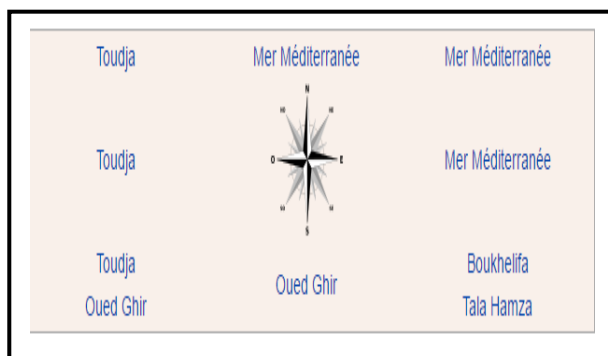 Toudja Mer Méditerranée Mer Méditerranée
N
Toudja O E Mer Méditerranée
S
Toudja Boukhelifa
Oued Ghir Oued Ghir Tala Hamza